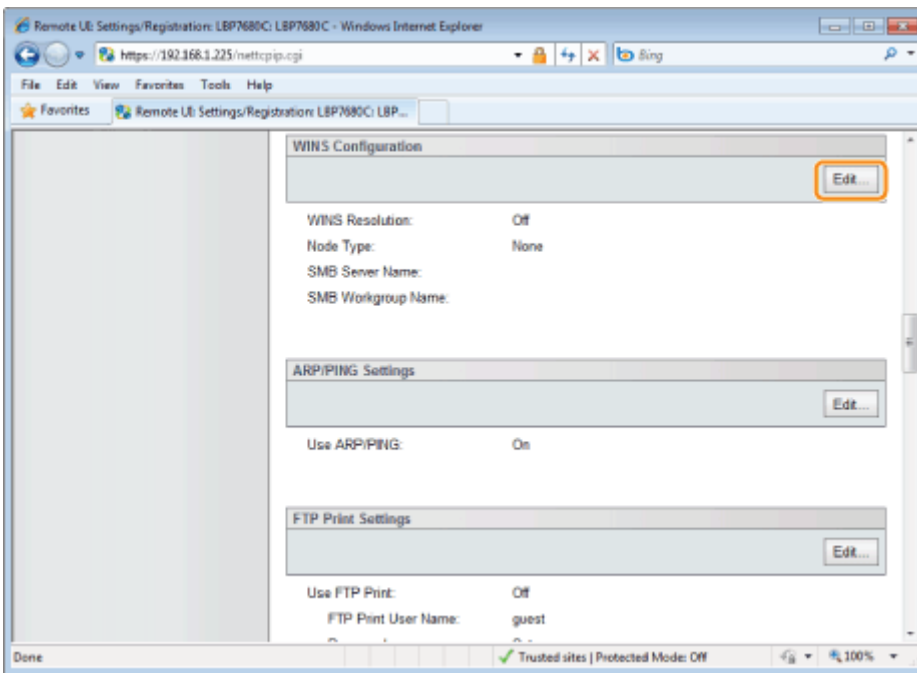 Remote UI: Settings/Registration: LBP7680C: LBP7680C - Windows Internet Explorer
https://192.168.1.225/nettcpip.cgi
Bing
File Edit View Favorites Tools Help
Favorites
Remote UI: Settings/Registration: LBP7680C: LBP...
WINS Configuration
Edit...
WINS Resolution: Off
Node Type: None
SMB Server Name:
SMB Workgroup Name:
ARP/PING Settings
Edit...
Use ARP/PING: On
FTP Print Settings
Edit...
Use FTP Print: Off
FTP Print User Name: guest
Done
Trusted sites | Protected Mode: Off
100%